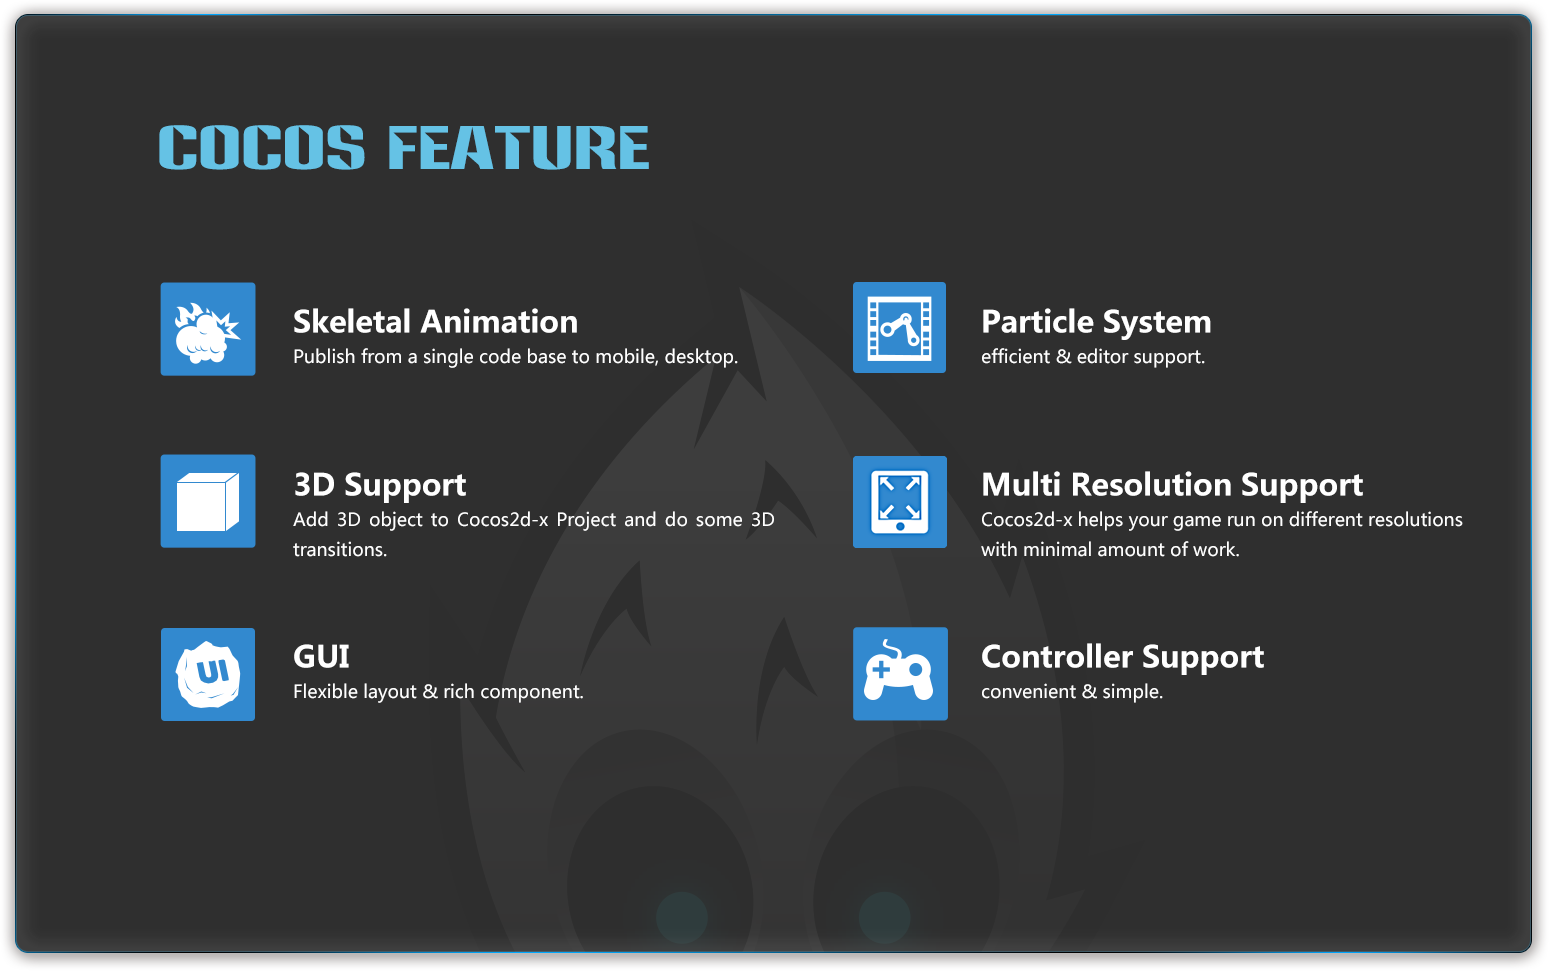 COCOS FEATURE
Skeletal Animation
Publish from a single code base to mobile, desktop.
Particle System
efficient & editor support.
3D Support
Add 3D object to Cocos2d-x Project and do some 3D
transitions.
Multi Resolution Support
Cocos2d-x helps your game run on different resolutions
with minimal amount of work.
UI
GUI
Flexible layout & rich component.
Controller Support
convenient & simple.